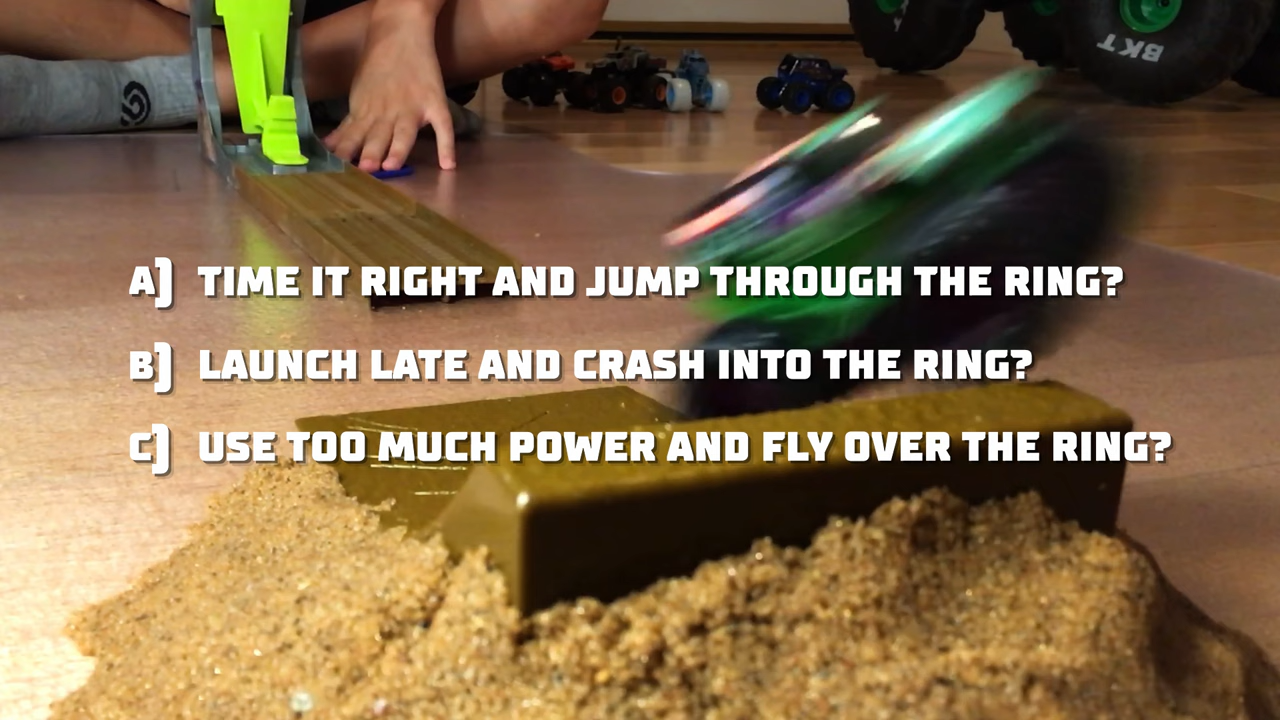 BKT
A) TIME IT RIGHT AND JUMP THROUGH THE RING?
B) LAUNCH LATE AND CRASH INTO THE RING?
C) USE TOO MUCH POWER AND FLY OVER THE RING?